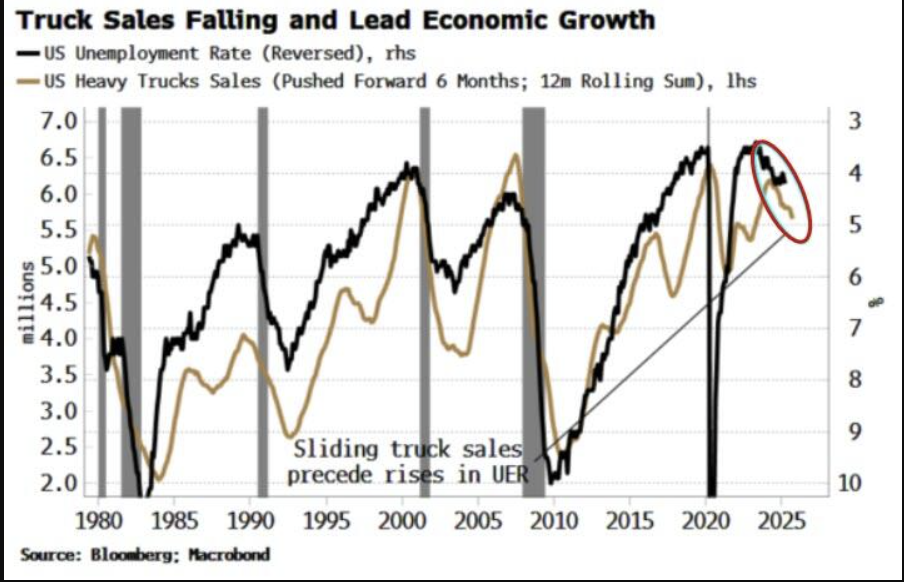 Truck Sales Falling and Lead Economic Growth
US Unemployment Rate (Reversed), rhs
US Heavy Trucks Sales (Pushed Forward 6 Months; 12m Rolling Sum), lhs
7.0
6.5
6.0
5.5
5.0
4.5
4.0
3.5
3.0
2.5
2.0
millions
3
4
5
6
7
8
9
10
%
Sliding truck sales
precede rises in UER
1980 1985 1990 1995 2000 2005 2010 2015 2020 2025
Source: Bloomberg; Macrobond